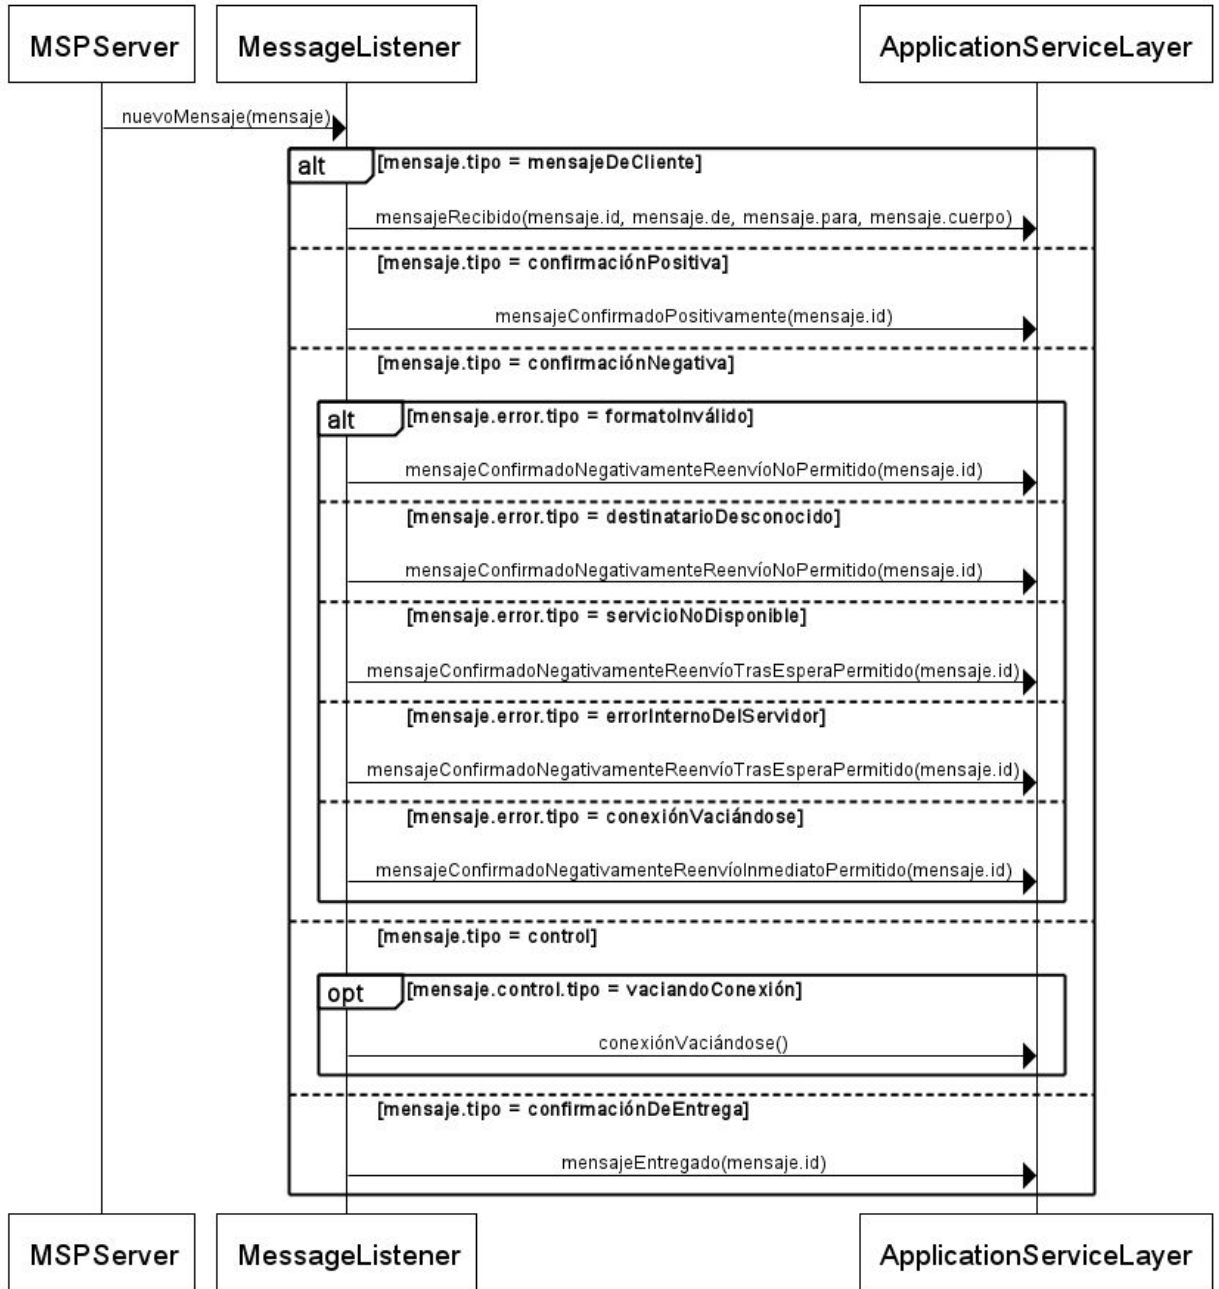 MSPServer
MessageListener
ApplicationServiceLayer
nuevoMensaje(mensaje)
alt
[mensaje.tipo = mensajeDeCliente]
mensajeRecibido(mensaje.id, mensaje.de, mensaje.para, mensaje.cuerpo)
[mensaje.tipo = confirmaciónPositiva]
mensajeConfirmadoPositivamente(mensaje.id)
[mensaje.tipo = confirmaciónNegativa]
alt
[mensaje.error.tipo = formatoInválido]
mensajeConfirmadoNegativamenteReenvíoNoPermitido(mensaje.id)
[mensaje.error.tipo = destinatarioDesconocido]
mensajeConfirmadoNegativamenteReenvíoNoPermitido(mensaje.id)
[mensaje.error.tipo = servicioNoDisponible]
mensajeConfirmadoNegativamenteReenvíoTrasEsperaPermitido(mensaje.id)
[mensaje.error.tipo = errorInternoDelServidor]
mensajeConfirmadoNegativamenteReenvíoTrasEsperaPermitido(mensaje.id)
[mensaje.error.tipo = conexiónVaciándose]
mensajeConfirmadoNegativamenteReenvíoInmediatoPermitido(mensaje.id)
[mensaje.tipo = control]
opt
[mensaje.control.tipo = vaciandoConexión]
conexiónVaciándose()
[mensaje.tipo = confirmaciónDeEntrega]
mensajeEntregado(mensaje.id)
MSPServer
MessageListener
ApplicationServiceLayer